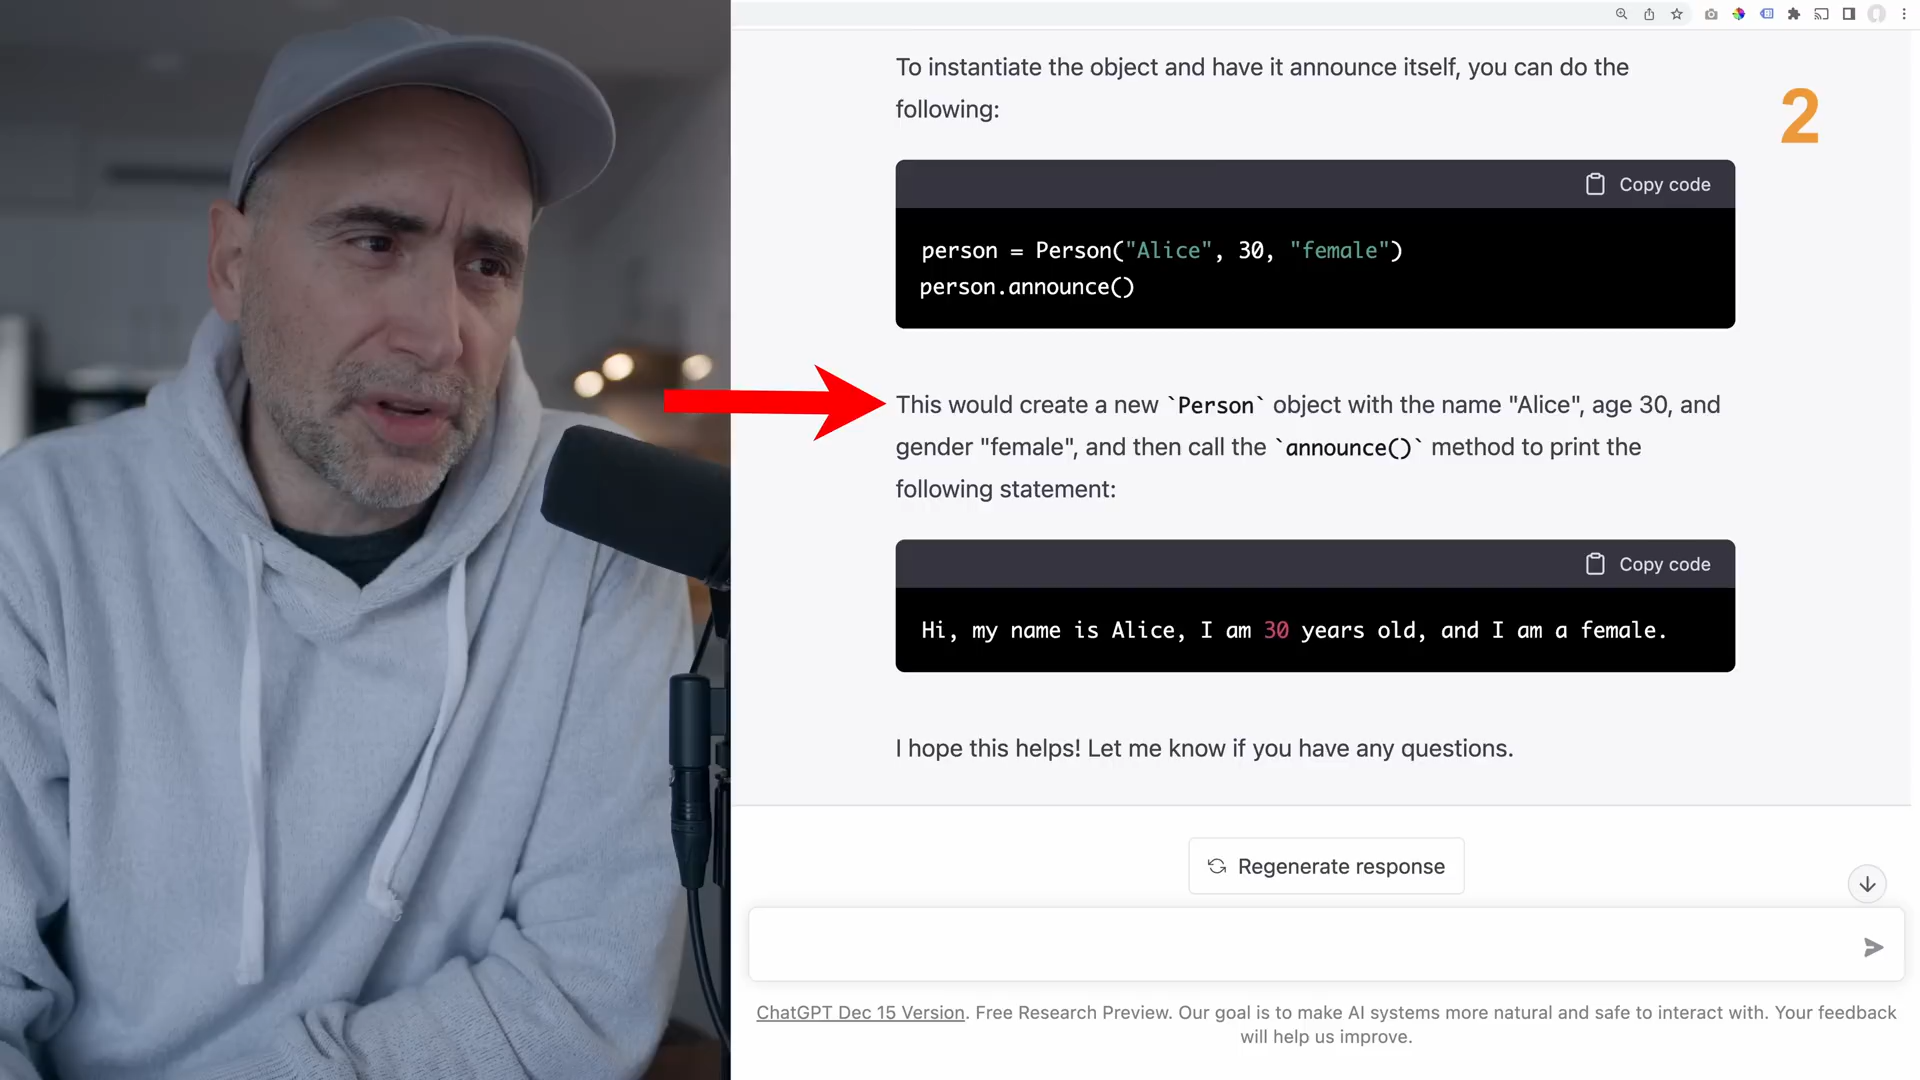 To instantiate the object and have it announce itself, you can do the
following:
2
Copy code
person = Person("Alice", 30, "female")
person.announce()
This would create a new `Person` object with the name "Alice", age 30, and
gender "female", and then call the `announce()` method to print the
following statement:
Copy code
Hi, my name is Alice, I am 30 years old, and I am a female.
I hope this helps! Let me know if you have any questions.
Regenerate response
ChatGPT Dec 15 Version. Free Research Preview. Our goal is to make AI systems more natural and safe to interact with. Your feedback
will help us improve.